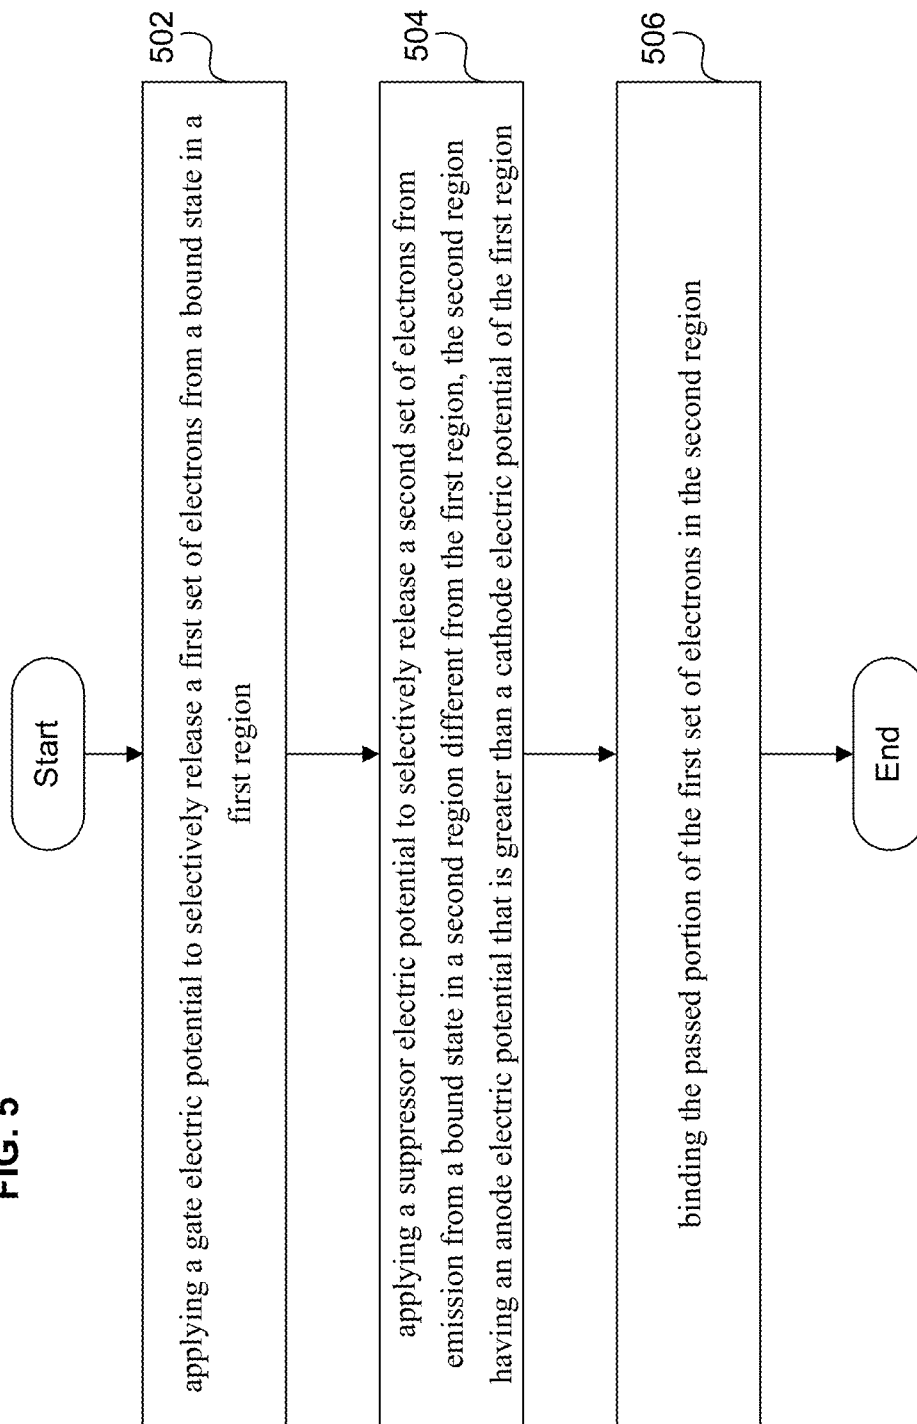 FIG. 5
Start
502
applying a gate electric potential to selectively release a first set of electrons from a bound state in a
first region
504
applying a suppressor electric potential to selectively release a second set of electrons from
emission from a bound state in a second region different from the first region, the second region
having an anode electric potential that is greater than a cathode electric potential of the first region
506
binding the passed portion of the first set of electrons in the second region
End